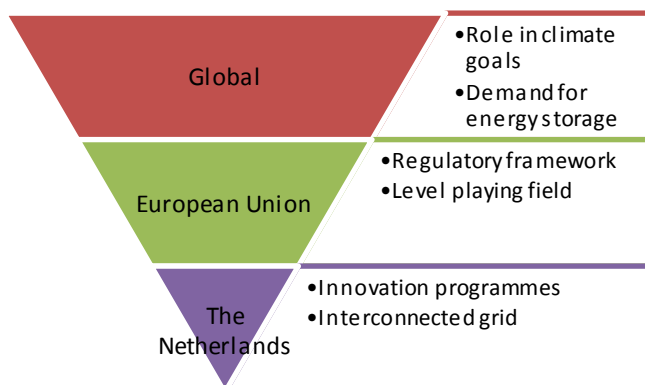 Global
•Role in climate
goals
•Demand for
energy storage
European Union
•Regulatory framework
•Level playing field
The
Netherlands
•Innovation programmes
•Interconnected grid